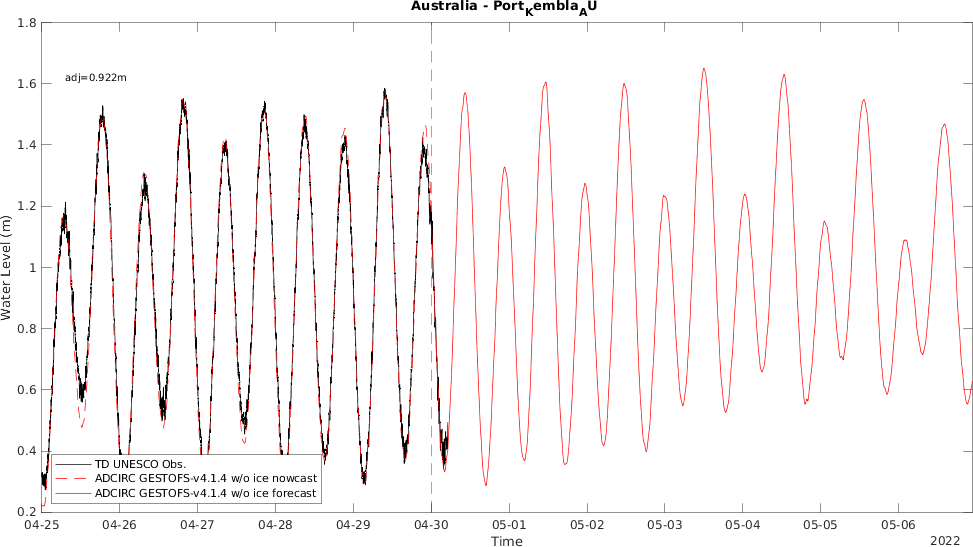 Australia - PortKemblaAU
adj=0.922m
Water Level (m)
1.8
1.6
1.4
1.2
1
0.8
0.6
0.4
0.2
TD UNESCO Obs.
ADCIRC GESTOFS-v4.1.4 w/o ice nowcast
ADCIRC GESTOFS-v4.1.4 w/o ice forecast
04-25 04-26 04-27 04-28 04-29 04-30 05-01 05-02 05-03 05-04 05-05 05-06
Time
2022